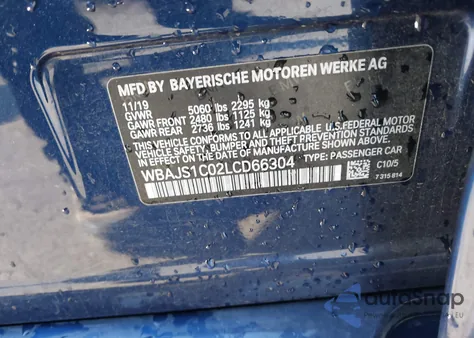 MFD BY BAYERISCHE MOTOREN WERKE AG
11/19
GVWR 5060 lbs 2295 kg
GAWR FRONT 2480 lbs 1125 kg
GAWR REAR 2736 lbs 1241 kg
THIS VEHICLE CONFORMS TO ALL APPLICABLE U.S. FEDERAL MOTOR
VEHICLE SAFETY, BUMPER, AND THEFT PREVENTION STANDARDS
IN EFFECT ON THE DATE OF MANUFACTURE SHOWN ABOVE.
WBAJS1C02LCD66304 TYPE: PASSENGER CAR
C10/5
7 315 814
autoSnap